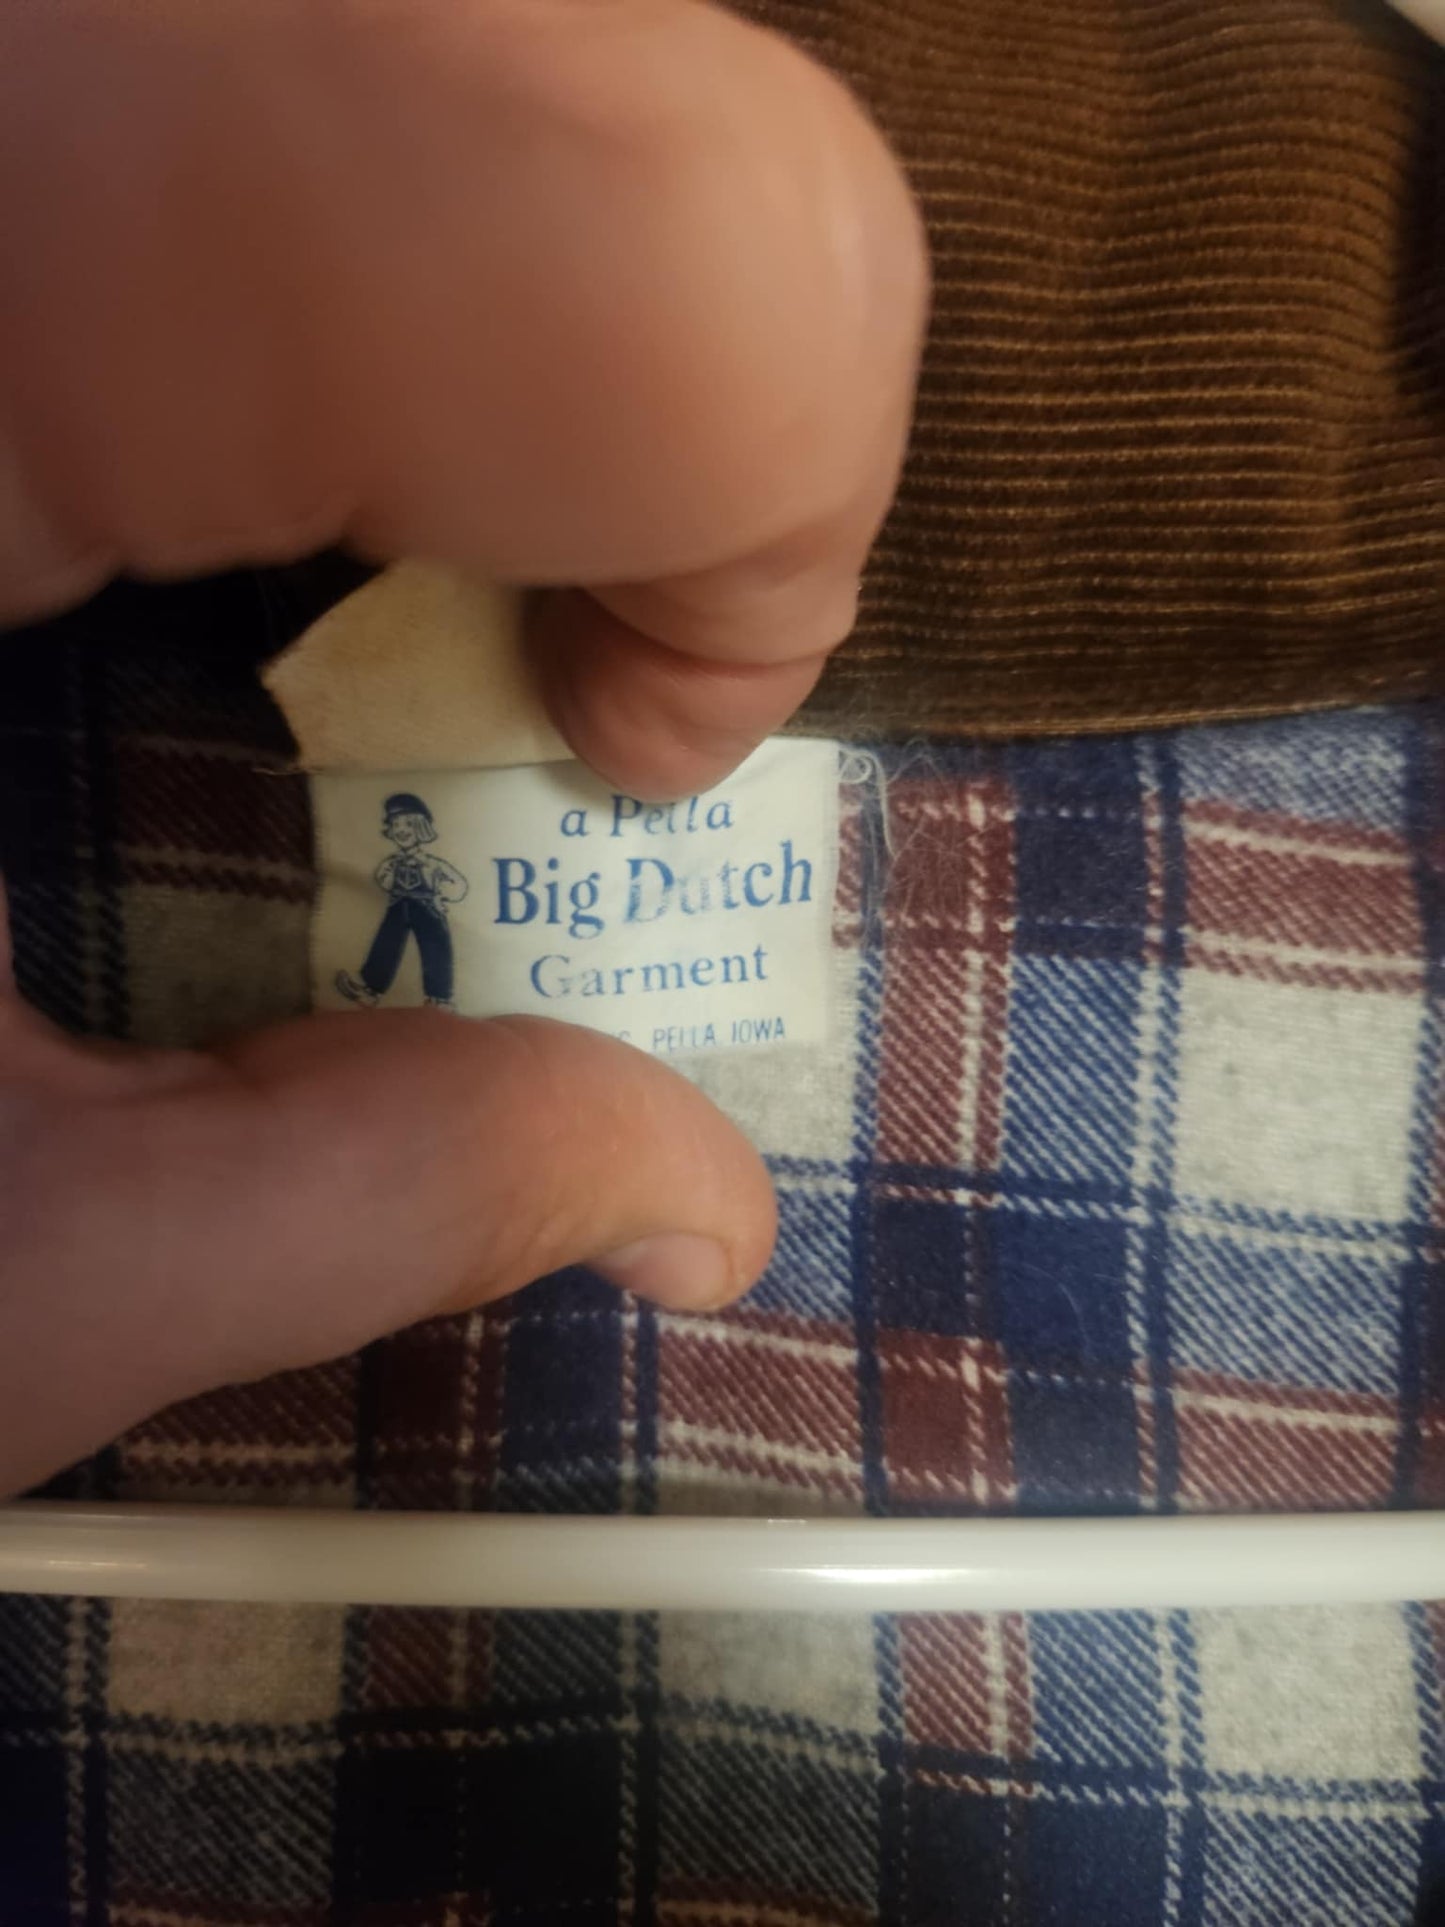 a Pella
Big Dutch
Garment
PELLA IOWA